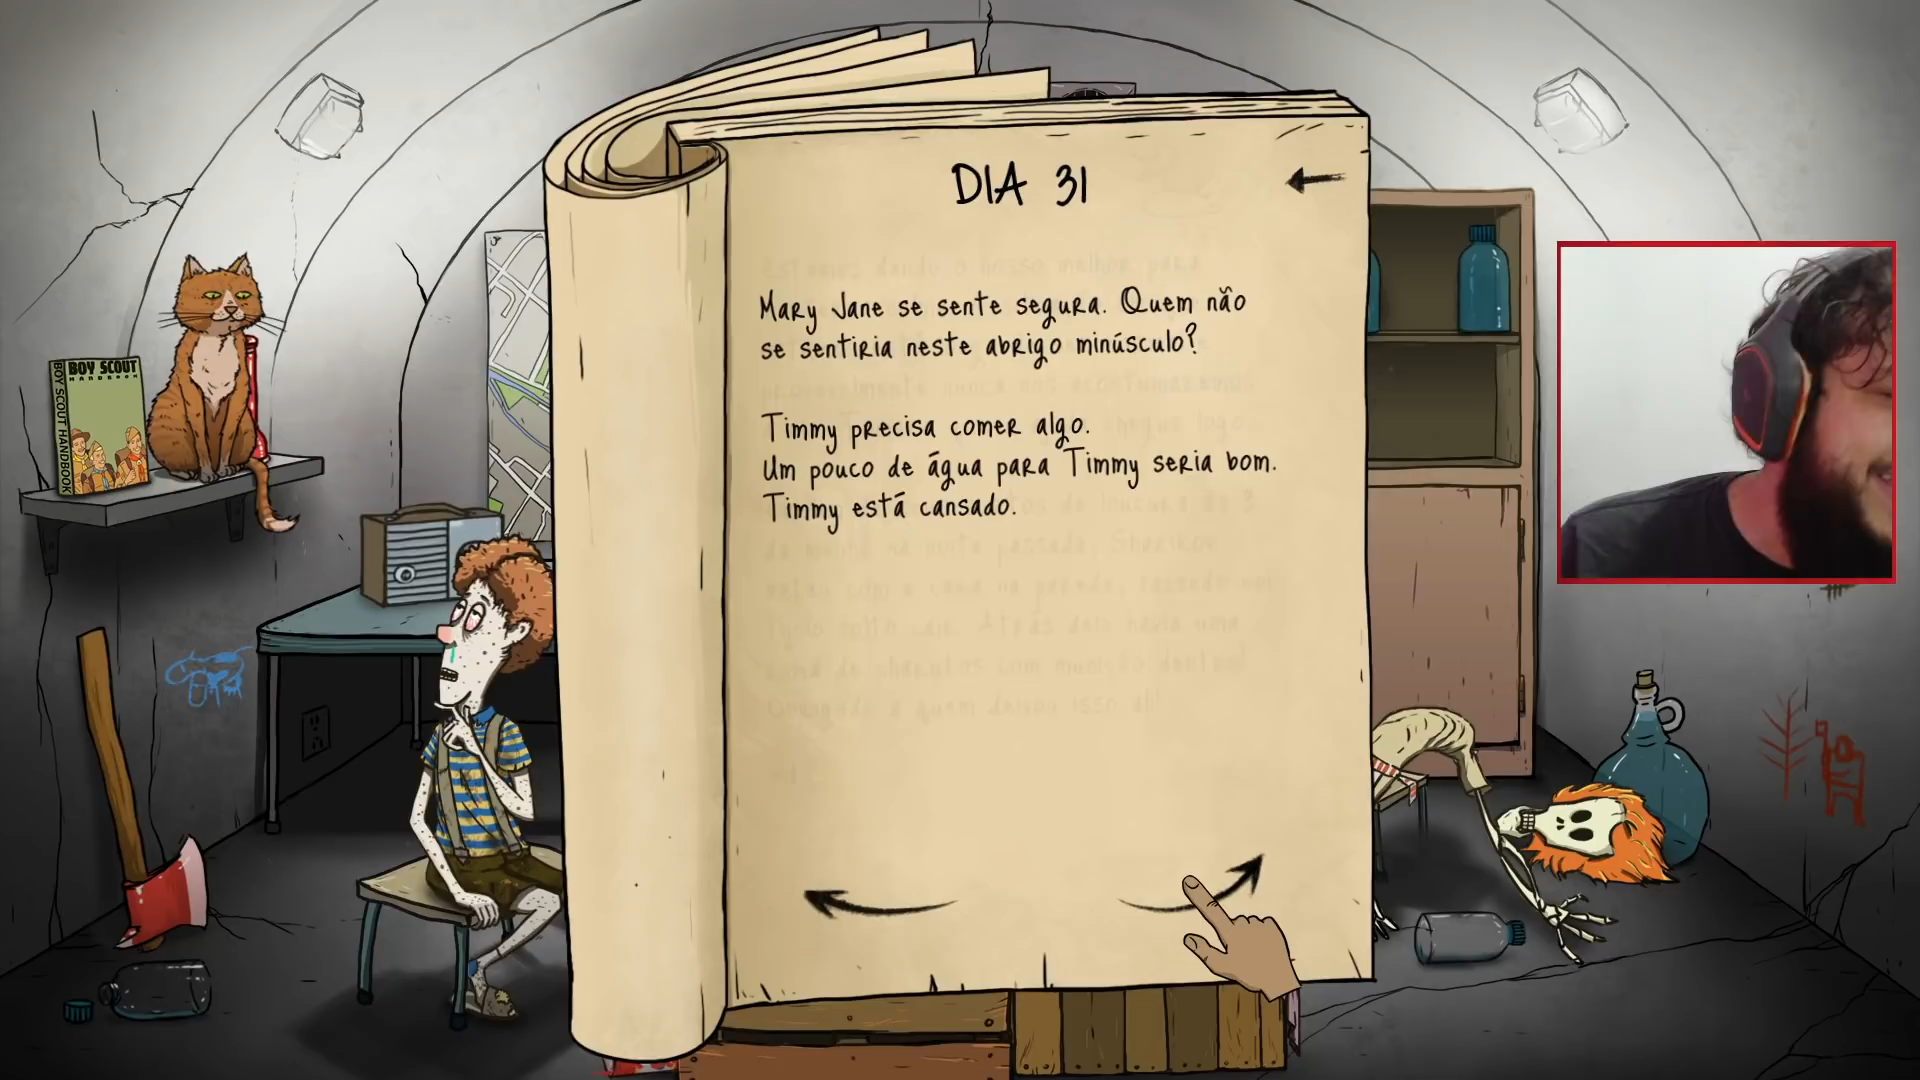 DIA 31
Mary Jane se sente segura. Quem não
se sentiria neste abrigo minúsculo?
Timmy precisa comer algo.
Um pouco de água para Timmy seria bom.
Timmy está cansado.
BOY SCOUT
HANDBOOK
BOY SCOUT HANDBOOK